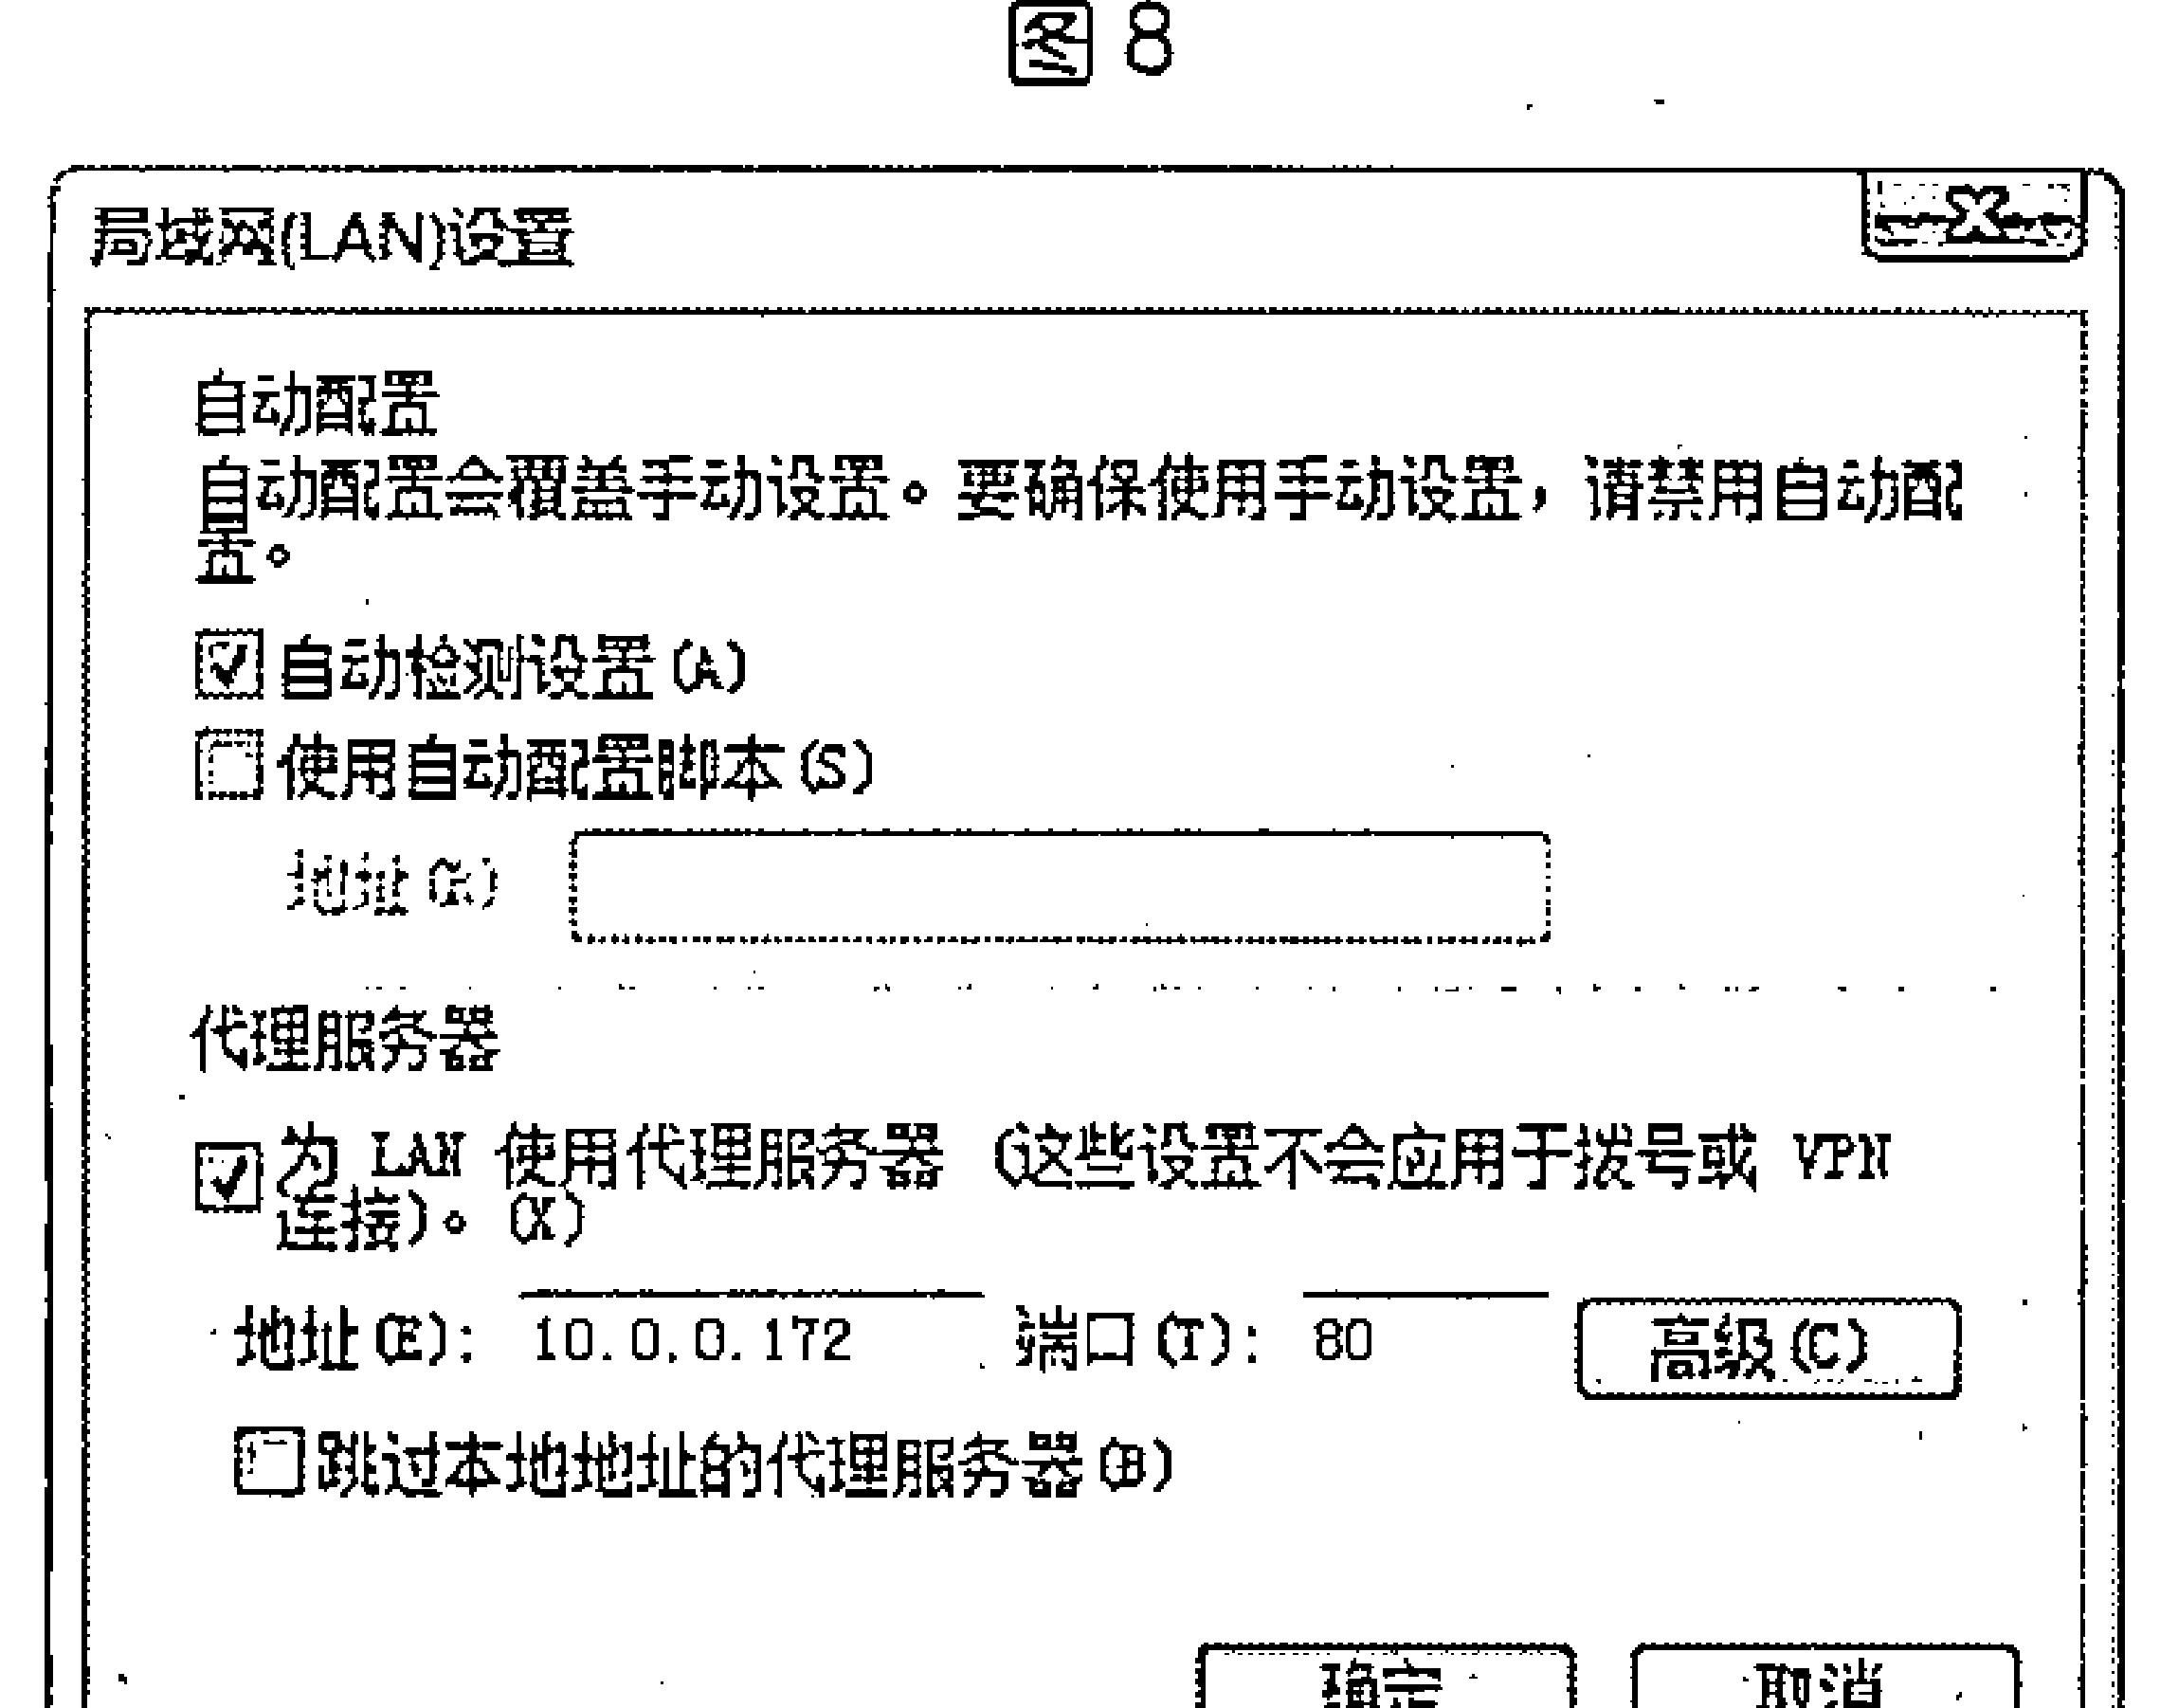 图 8
局域网(LAN)设置
自动配置
自动配置会覆盖手动设置。要确保使用手动设置，请禁用自动配
置。
自动检测设置(A)
使用自动配置脚本(S)
地址(R)
代理服务器
为 LAN 使用代理服务器 (这些设置不会应用于拨号或 VPN
连接)。(X)
地址(E): 10.0.0.172 端口(T): 80 高级(C)
跳过本地地址的代理服务器(B)
确定 取消